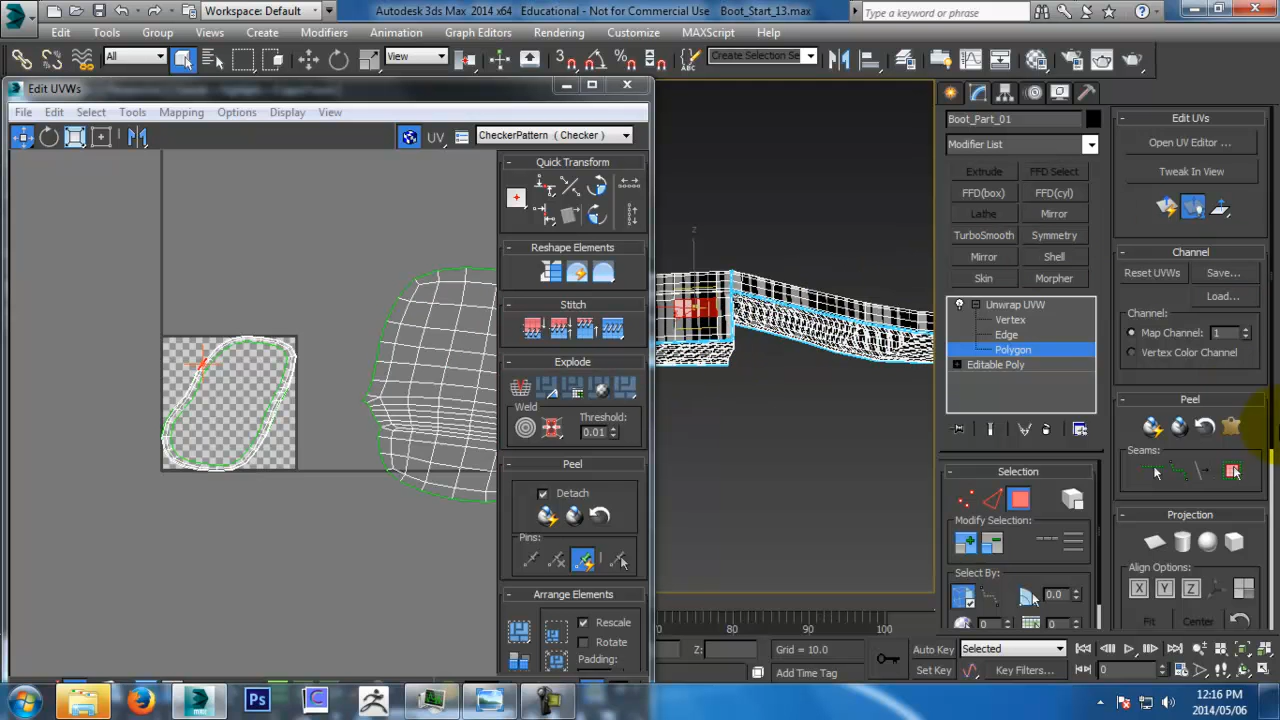 Workspace: Default
Autodesk 3ds Max 2014 x64
Educational - Not for Commercial Use
Boot_Start_13.max
Type a keyword or phrase
Edit
Tools
Group
Views
Create
Modifiers
Animation
Graph Editors
Rendering
Customize
MAXScript
Help
All
View
Create Selection Se
Edit UVWs
File
Edit
Select
Tools
Mapping
Options
Display
View
UV
CheckerPattern ( Checker )
Quick Transform
Reshape Elements
Stitch
Explode
Weld
Threshold:
0.01
Peel
Detach
Pins:
Arrange Elements
Rescale
Rotate
Padding:
z
80
90
100
Z:
Grid = 10.0
Add Time Tag
Auto Key
Selected
Set Key
Key Filters...
0
Boot_Part_01
Modifier List
Extrude
FFD Select
FFD(box)
FFD(cyl)
Lathe
Mirror
TurboSmooth
Symmetry
Mirror
Shell
Skin
Morpher
Unwrap UVW
Vertex
Edge
Polygon
Editable Poly
Selection
Modify Selection:
Select By:
0.0
0
0
Edit UVs
Open UV Editor ...
Tweak In View
Channel
Reset UVWs
Save...
Load...
Channel:
Map Channel:
1
Vertex Color Channel
Peel
Seams:
Projection
Align Options:
X
Y
Z
Fit
Center
Ps
12:16 PM
2014/05/06